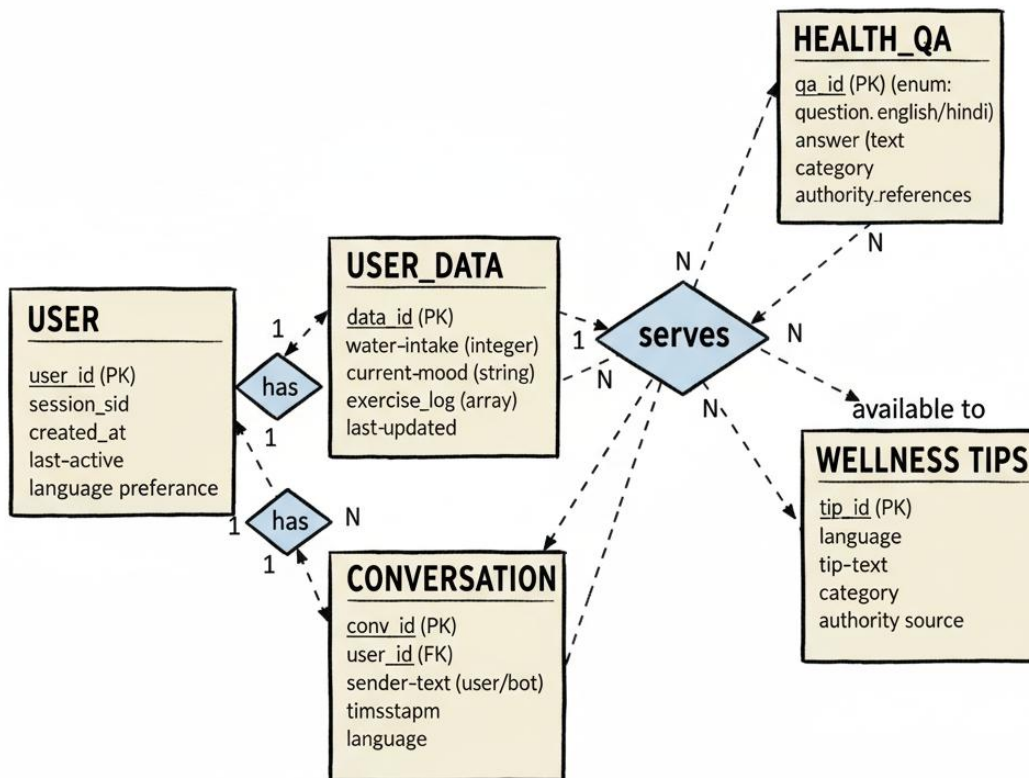 HEALTH_QA
qa_id (PK) (enum:
question. english/hindi)
answer (text
category
authority.references
USER_DATA
data_id (PK)
water-intake (integer)
current-mood (string)
exercise_log (array)
last-updated
USER
user_id (PK)
session_sid
created_at
last-active
language preferance
1
has
1
1
has
N
1
CONVERSATION
conv_id (PK)
user_id (FK)
sender-text (user/bot)
timsstapm
language
N
N
1
serves
N
N
N
available to
WELLNESS TIPS
tip_id (PK)
language
tip-text
category
authority source